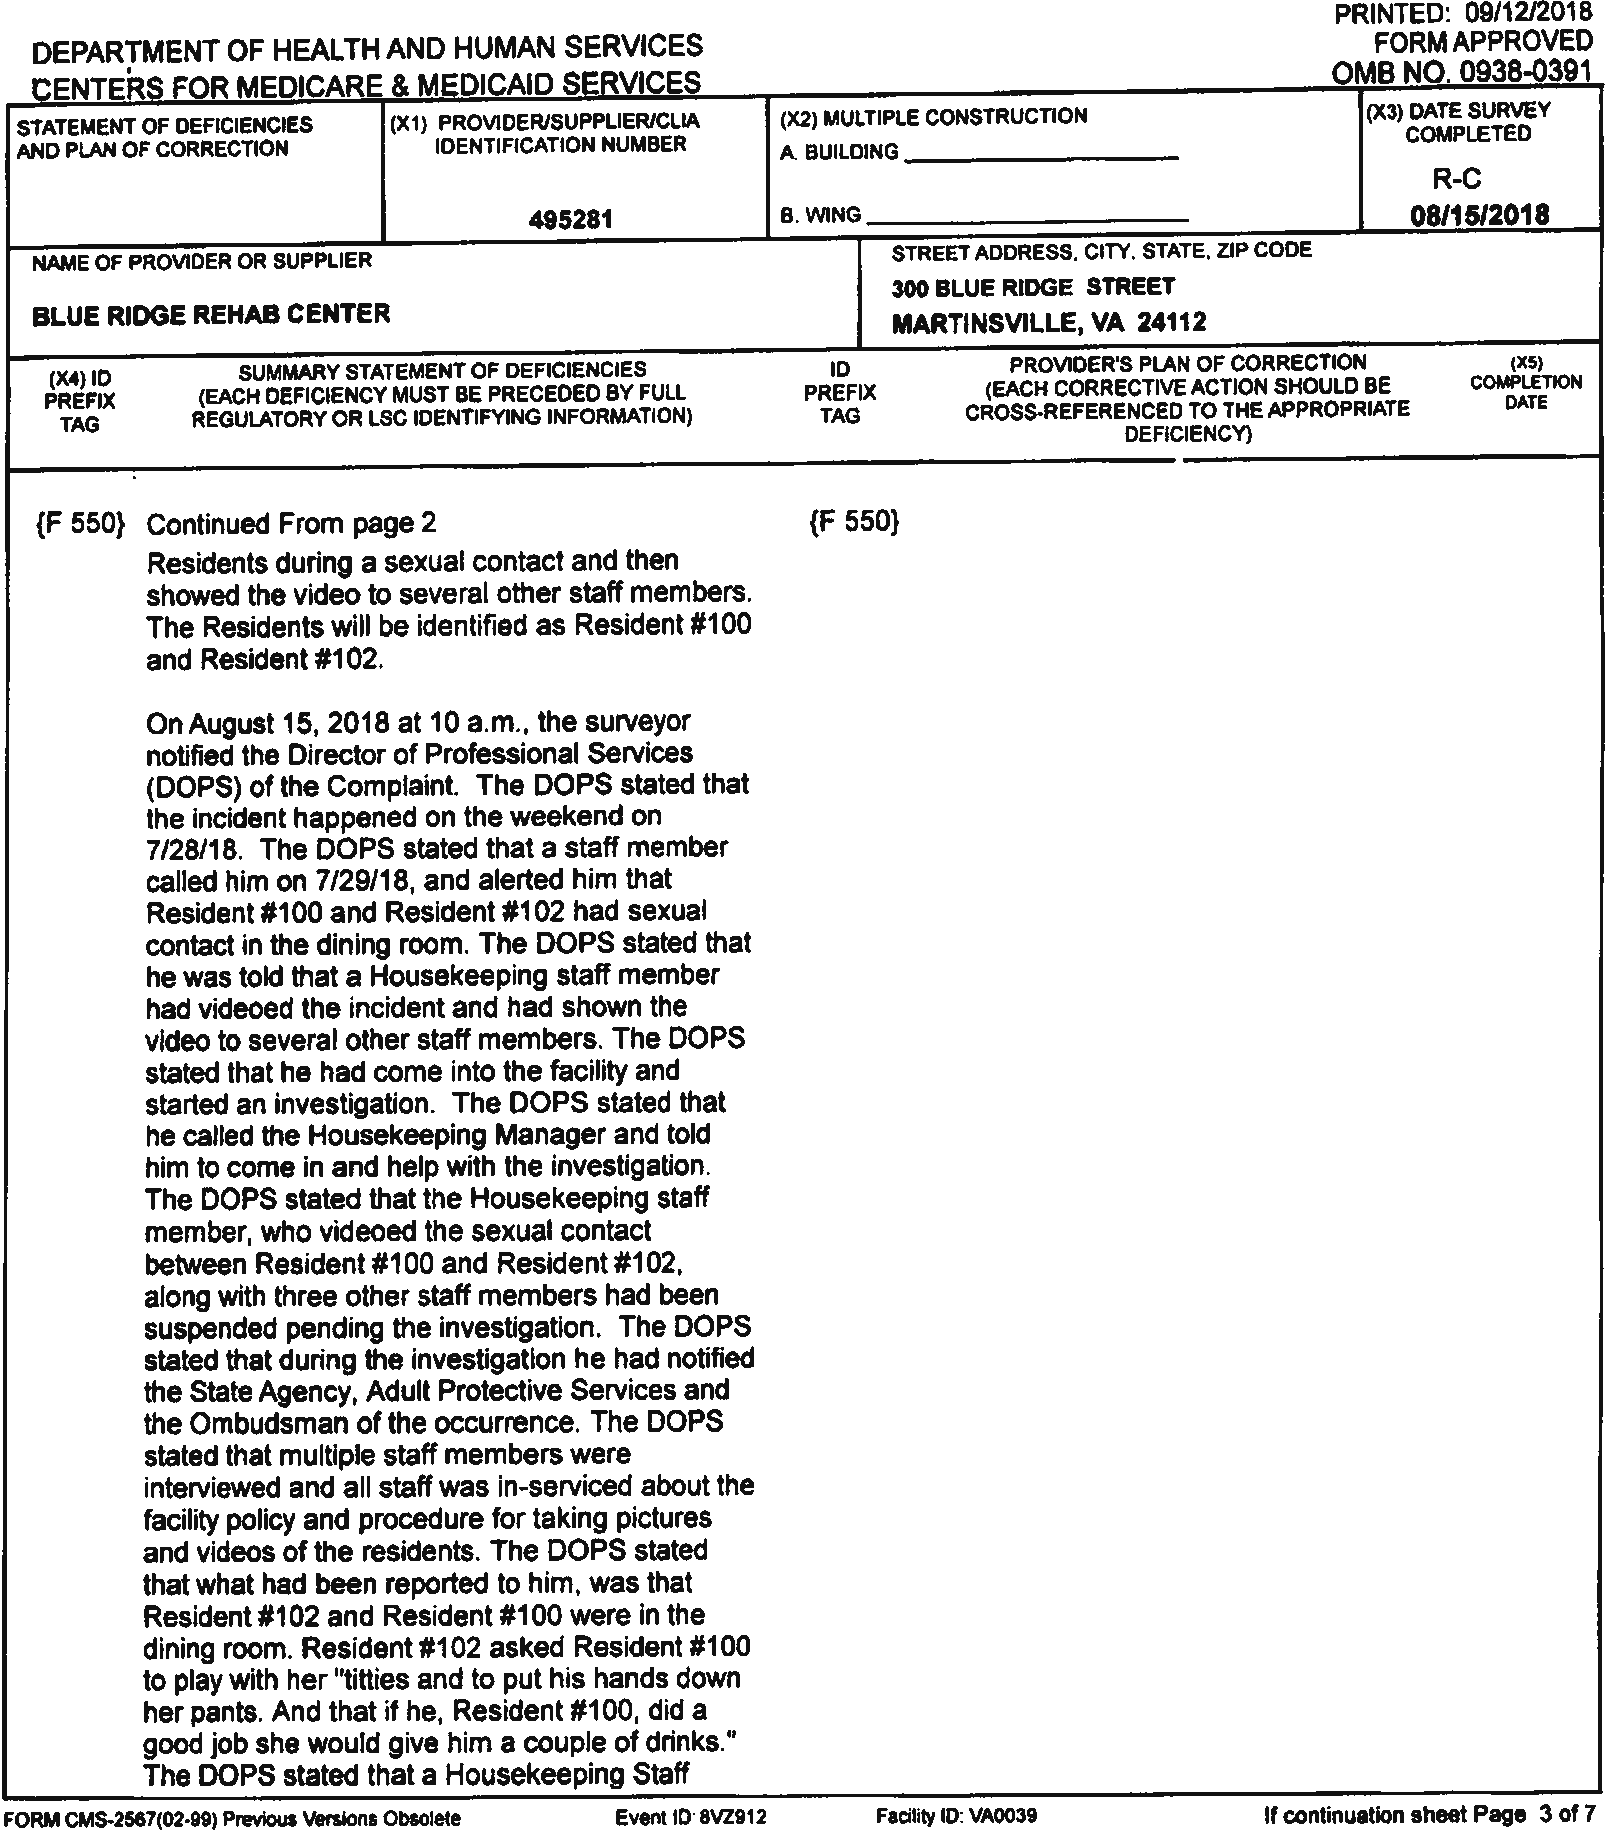 PRINTED: 09/12/2018
DEPARTMENT OF HEALTH AND HUMAN SERVICES
FORM APPROVED
CENTERS FOR MEDICARE & MEDICAID SERVICES
OMB NO. 0938-0391
STATEMENT OF DEFICIENCIES
AND PLAN OF CORRECTION
(X1) PROVIDER/SUPPLIER/CLIA
IDENTIFICATION NUMBER
495281
(X2) MULTIPLE CONSTRUCTION
A. BUILDING
B. WING
(X3) DATE SURVEY
COMPLETED
R-C
08/15/2018
NAME OF PROVIDER OR SUPPLIER
BLUE RIDGE REHAB CENTER
STREET ADDRESS, CITY, STATE, ZIP CODE
300 BLUE RIDGE STREET
MARTINSVILLE, VA 24112
(X4) ID
PREFIX
TAG
SUMMARY STATEMENT OF DEFICIENCIES
(EACH DEFICIENCY MUST BE PRECEDED BY FULL
REGULATORY OR LSC IDENTIFYING INFORMATION)
ID
PREFIX
TAG
PROVIDER'S PLAN OF CORRECTION
(EACH CORRECTIVE ACTION SHOULD BE
CROSS-REFERENCED TO THE APPROPRIATE
DEFICIENCY)
(X5)
COMPLETION
DATE
{F 550} Continued From page 2
{F 550}
Residents during a sexual contact and then
showed the video to several other staff members.
The Residents will be identified as Resident #100
and Resident #102.
On August 15, 2018 at 10 a.m., the surveyor
notified the Director of Professional Services
(DOPS) of the Complaint. The DOPS stated that
the incident happened on the weekend on
7/28/18. The DOPS stated that a staff member
called him on 7/29/18, and alerted him that
Resident #100 and Resident #102 had sexual
contact in the dining room. The DOPS stated that
he was told that a Housekeeping staff member
had videoed the incident and had shown the
video to several other staff members. The DOPS
stated that he had come into the facility and
started an investigation. The DOPS stated that
he called the Housekeeping Manager and told
him to come in and help with the investigation.
The DOPS stated that the Housekeeping staff
member, who videoed the sexual contact
between Resident #100 and Resident #102,
along with three other staff members had been
suspended pending the investigation. The DOPS
stated that during the investigation he had notified
the State Agency, Adult Protective Services and
the Ombudsman of the occurrence. The DOPS
stated that multiple staff members were
interviewed and all staff was in-serviced about the
facility policy and procedure for taking pictures
and videos of the residents. The DOPS stated
that what had been reported to him, was that
Resident #102 and Resident #100 were in the
dining room. Resident #102 asked Resident #100
to play with her "titties and to put his hands down
her pants. And that if he, Resident #100, did a
good job she would give him a couple of drinks."
The DOPS stated that a Housekeeping Staff
FORM CMS-2567(02-99) Previous Versions Obsolete
Event ID: 8VZ912
Facility ID: VA0039
If continuation sheet Page 3 of 7